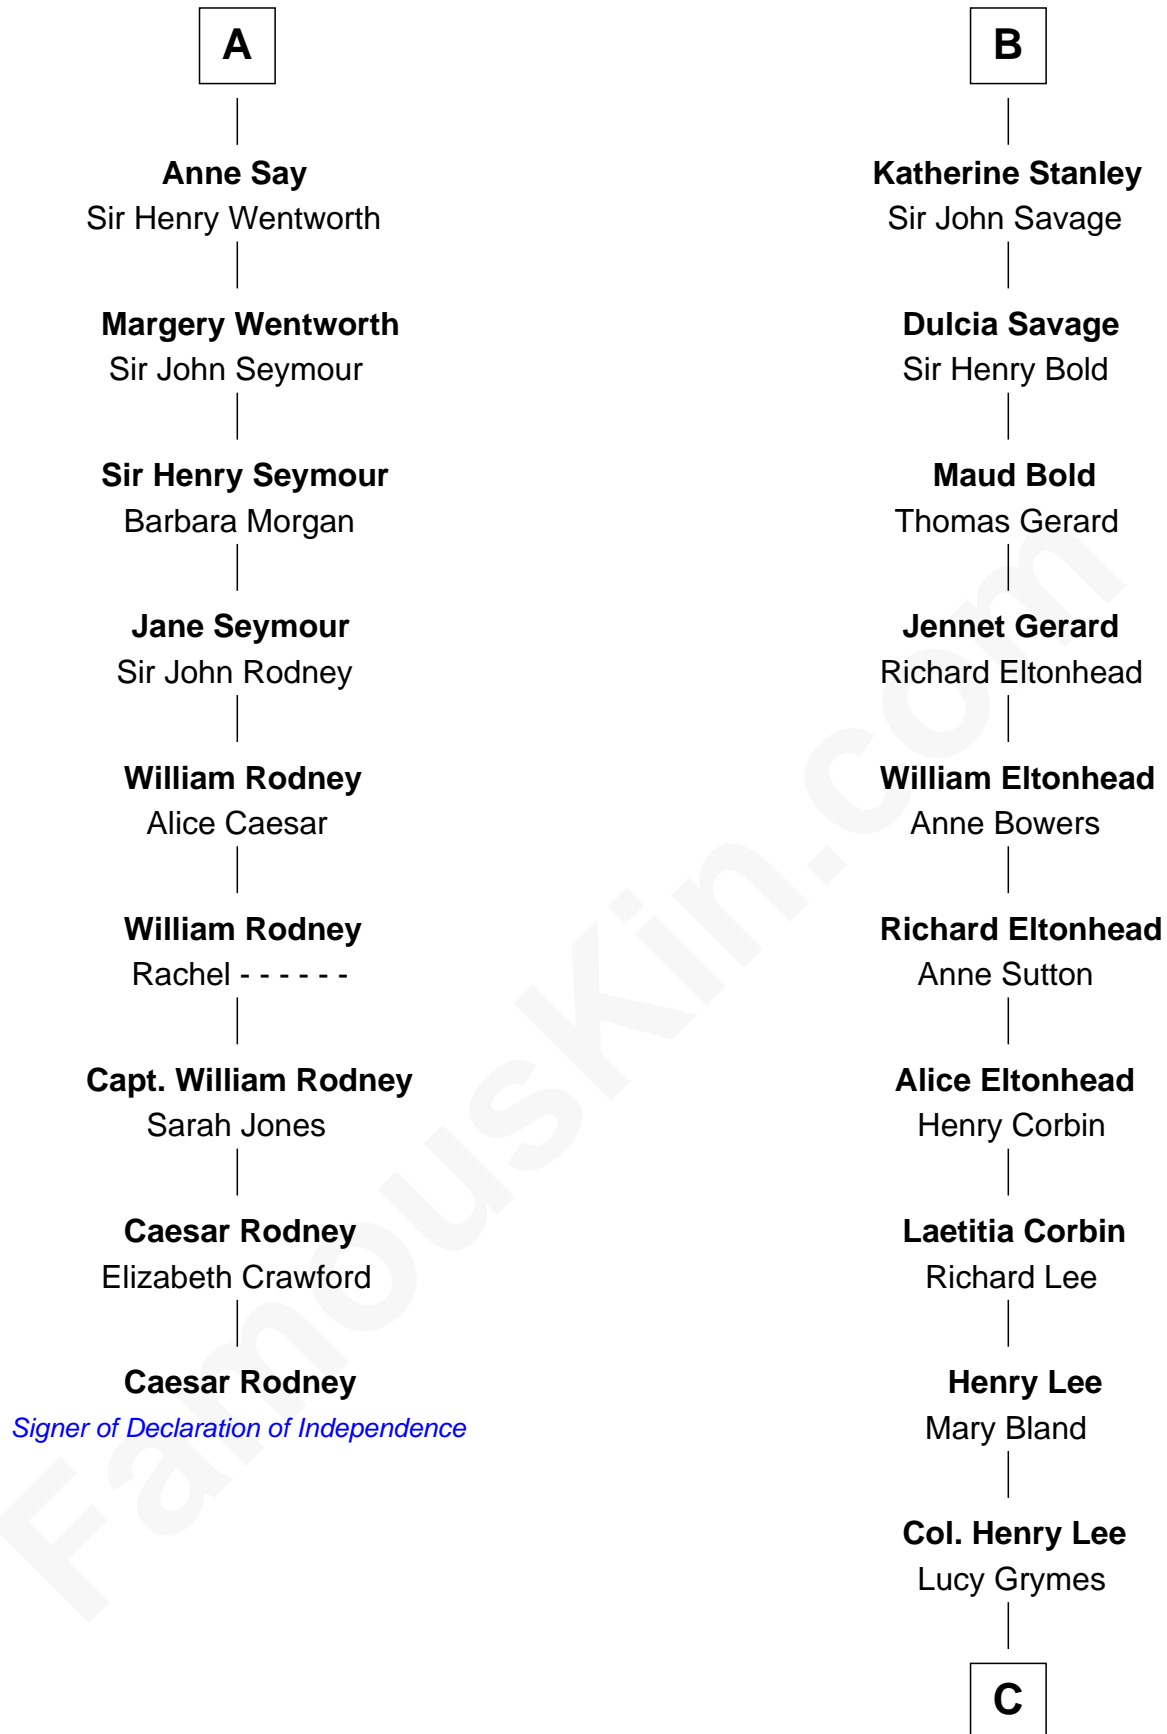 A
Anne Say
Sir Henry Wentworth
Margery Wentworth
Sir John Seymour
Sir Henry Seymour
Barbara Morgan
Jane Seymour
Sir John Rodney
William Rodney
Alice Caesar
William Rodney
Rachel - - - - - -
Capt. William Rodney
Sarah Jones
Caesar Rodney
Elizabeth Crawford
Caesar Rodney
Signer of Declaration of Independence
B
Katherine Stanley
Sir John Savage
Dulcia Savage
Sir Henry Bold
Maud Bold
Thomas Gerard
Jennet Gerard
Richard Eltonhead
William Eltonhead
Anne Bowers
Richard Eltonhead
Anne Sutton
Alice Eltonhead
Henry Corbin
Laetitia Corbin
Richard Lee
Henry Lee
Mary Bland
Col. Henry Lee
Lucy Grymes
C
FamousKin.com